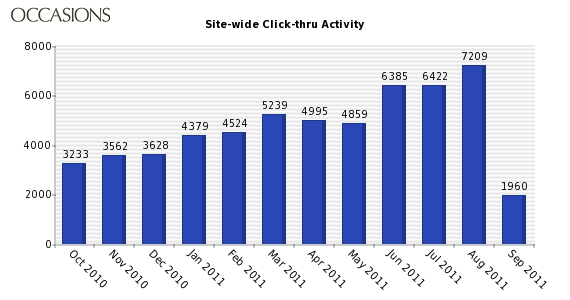 OCCASIONS
Site-wide Click-thru Activity
8000
6000
4000
2000
0
3233
3562
3628
4379
4524
5239
4995
4859
6385
6422
7209
1960
Oct 2010
Nov 2010
Dec 2010
Jan 2011
Feb 2011
Mar 2011
Apr 2011
May 2011
Jun 2011
Jul 2011
Aug 2011
Sep 2011